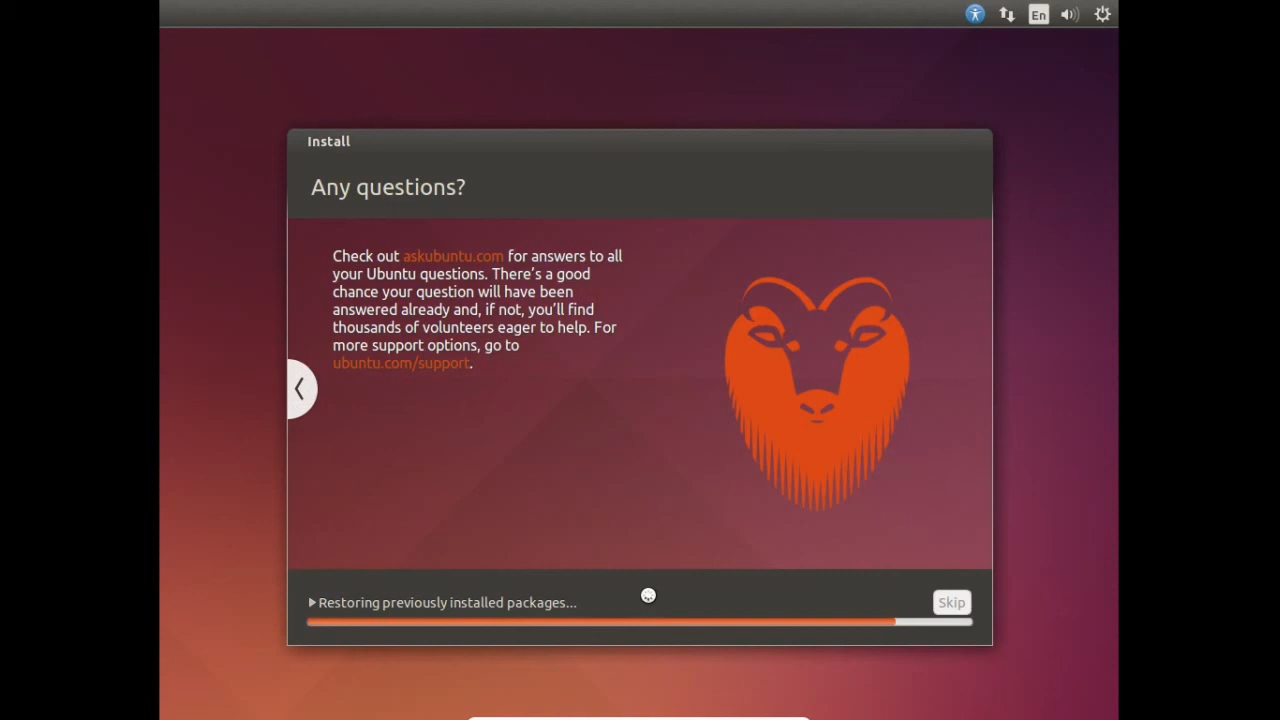 En
Install
Any questions?
Check out askubuntu.com for answers to all
your Ubuntu questions. There's a good
chance your question will have been
answered already and, if not, you'll find
thousands of volunteers eager to help. For
more support options, go to
ubuntu.com/support.
Restoring previously installed packages...
Skip